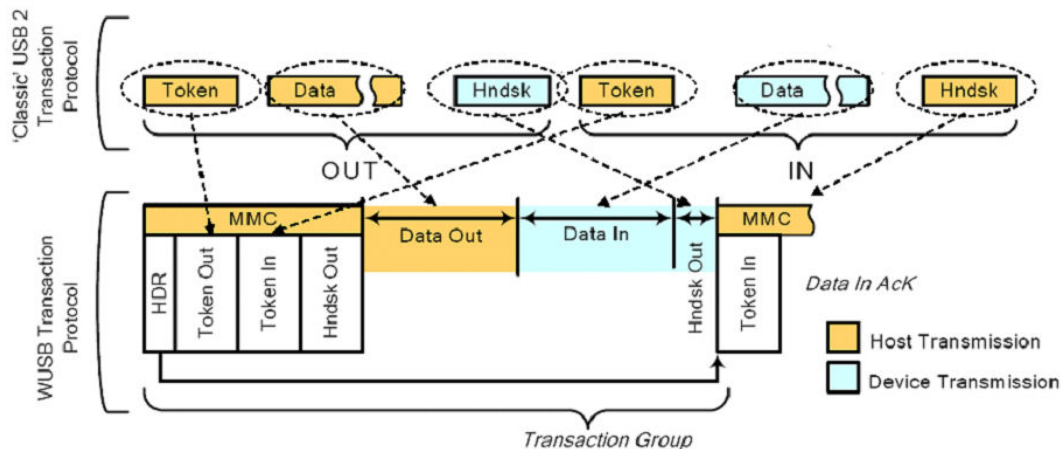 'Classic' USB 2
Transaction
Protocol
Token
Data
Hndsk
Token
Data
Hndsk
OUT
IN
WUSB Transaction
Protocol
MMC
HDR
Token Out
Token In
Hndsk Out
Data Out
Data In
Hndsk Out
MMC
Token In
Data In AcK
Host Transmission
Device Transmission
Transaction Group